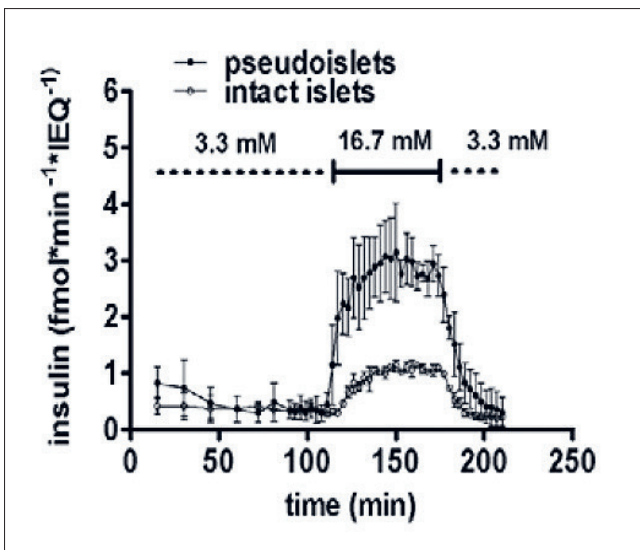 pseudoislets
intact islets
6
5
4
3
2
1
0
3.3 mM
16.7 mM
3.3 mM
insulin (fmol*min⁻¹*IEQ⁻¹)
0
50
100
150
200
250
time (min)